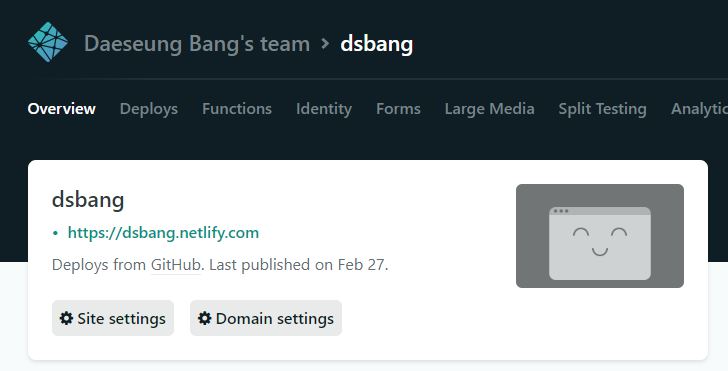 Daeseung Bang's team > dsbang
Overview Deploys Functions Identity Forms Large Media Split Testing
dsbang
• https://dsbang.netlify.com
Deploys from GitHub. Last published on Feb 27.
Site settings Domain settings